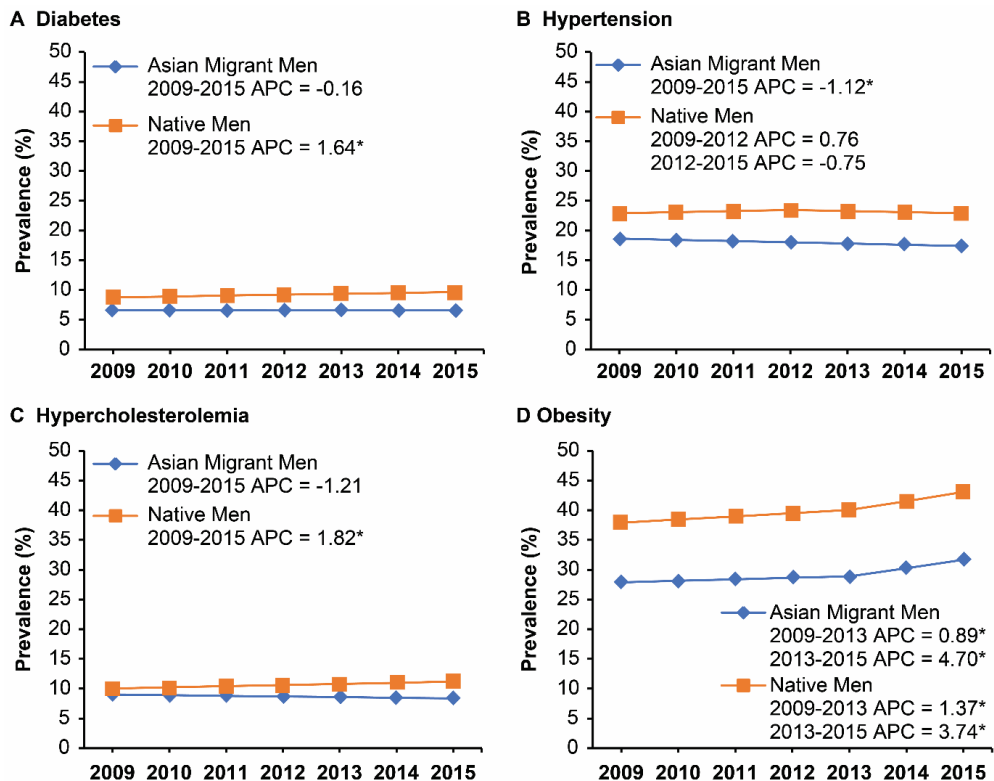 A Diabetes
50
45
40
35
30
25
20
15
10
5
0
Prevalence (%)
Asian Migrant Men
2009-2015 APC = -0.16
Native Men
2009-2015 APC = 1.64*
2009 2010 2011 2012 2013 2014 2015
B Hypertension
50
45
40
35
30
25
20
15
10
5
0
Prevalence (%)
Asian Migrant Men
2009-2015 APC = -1.12*
Native Men
2009-2012 APC = 0.76
2012-2015 APC = -0.75
2009 2010 2011 2012 2013 2014 2015
C Hypercholesterolemia
50
45
40
35
30
25
20
15
10
5
0
Prevalence (%)
Asian Migrant Men
2009-2015 APC = -1.21
Native Men
2009-2015 APC = 1.82*
2009 2010 2011 2012 2013 2014 2015
D Obesity
50
45
40
35
30
25
20
15
10
5
0
Prevalence (%)
Asian Migrant Men
2009-2013 APC = 0.89*
2013-2015 APC = 4.70*
Native Men
2009-2013 APC = 1.37*
2013-2015 APC = 3.74*
2009 2010 2011 2012 2013 2014 2015